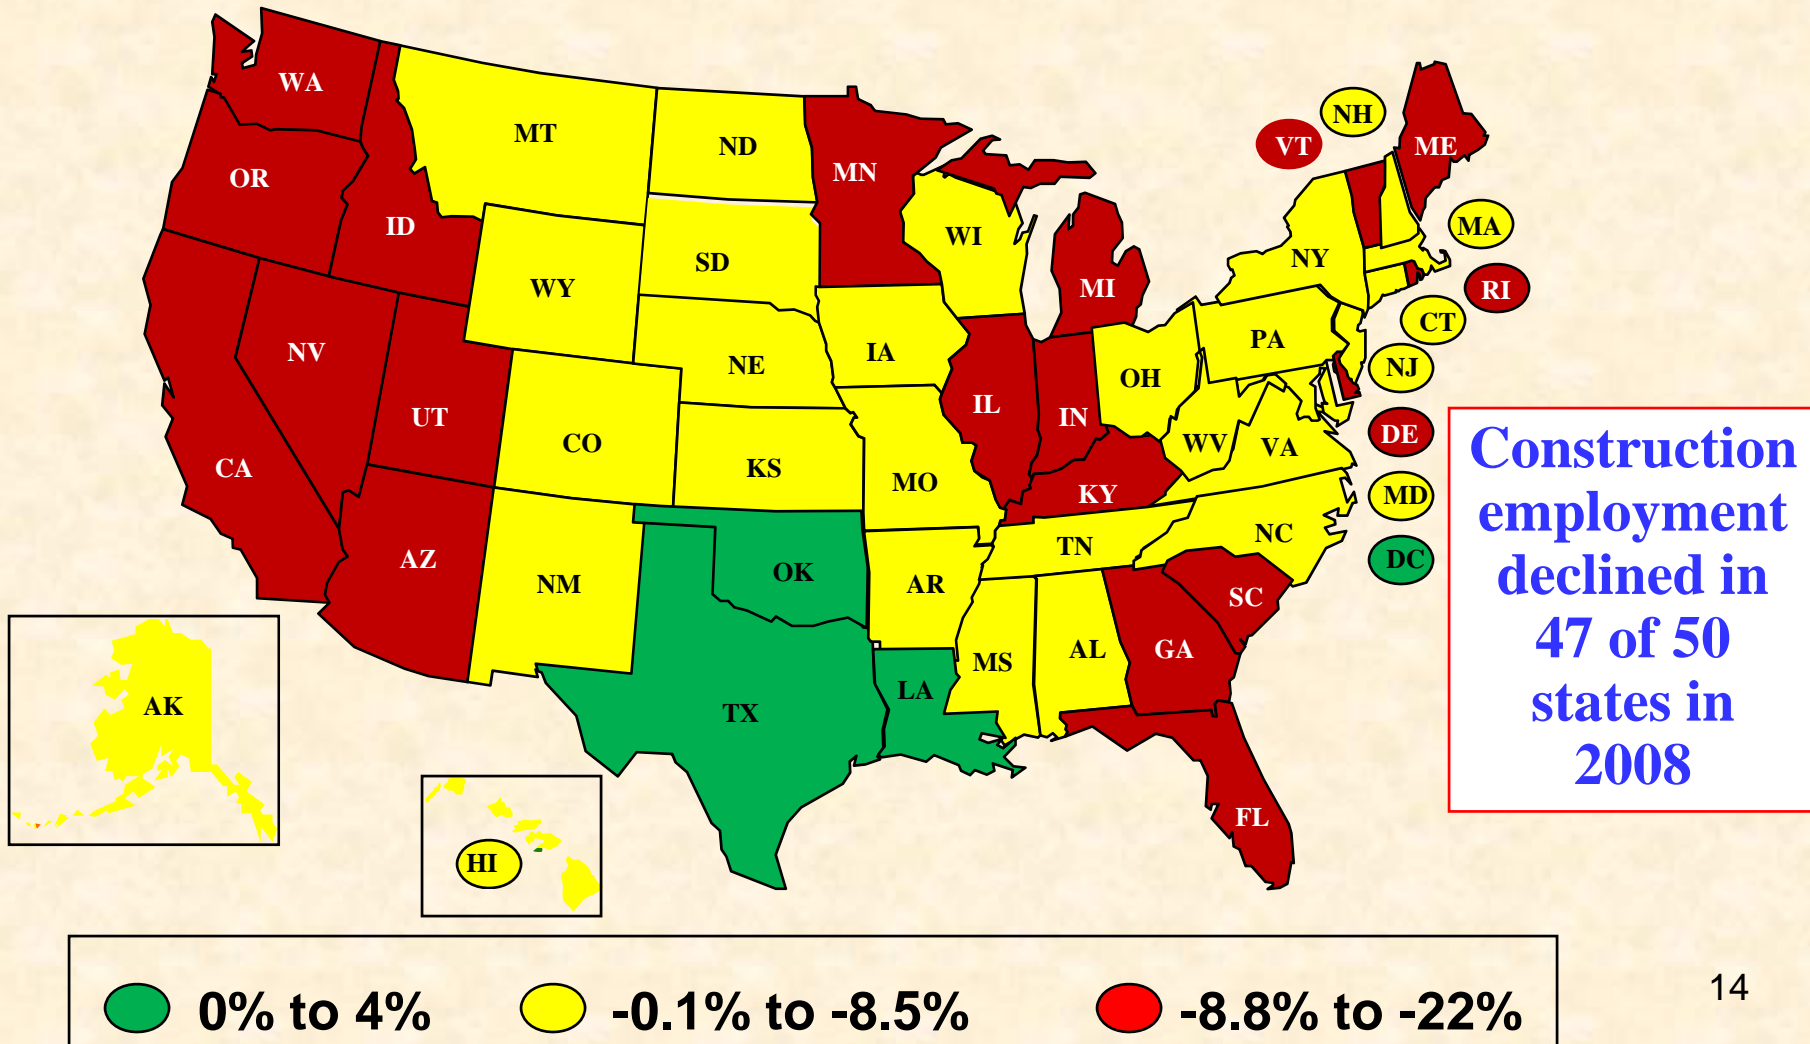 WA
MT
ND
MN
OR
ID
WY
SD
WI
MI
NH
VT
ME
MA
NY
RI
CT
NJ
PA
NV
UT
CA
CO
NE
IA
IL
IN
OH
KS
MO
KY
WV
VA
DE
MD
DC
AZ
NM
OK
AR
TN
NC
SC
MS
AL
GA
TX
LA
FL
AK
HI
Construction
employment
declined in
47 of 50
states in
2008
0% to 4%
-0.1% to -8.5%
-8.8% to -22%
14